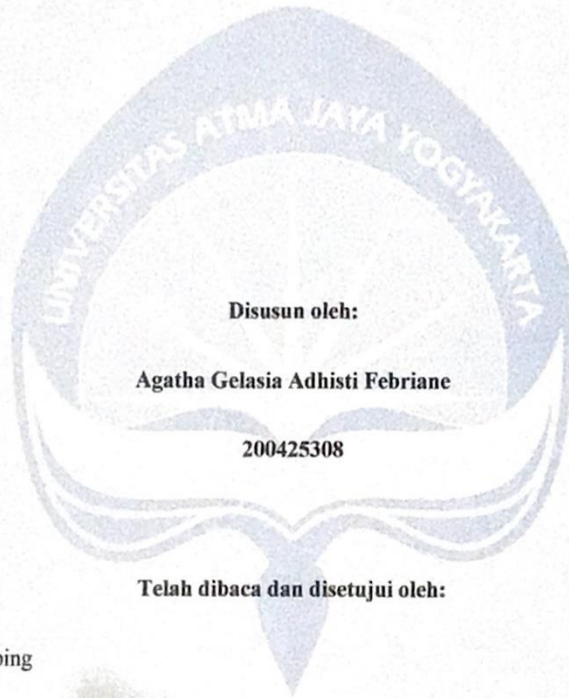 UNIVERSITAS ATMA JAYA YOGYAKARTA
Disusun oleh:
Agatha Gelasia Adhisti Febriane
200425308
Telah dibaca dan disetujui oleh:
bing